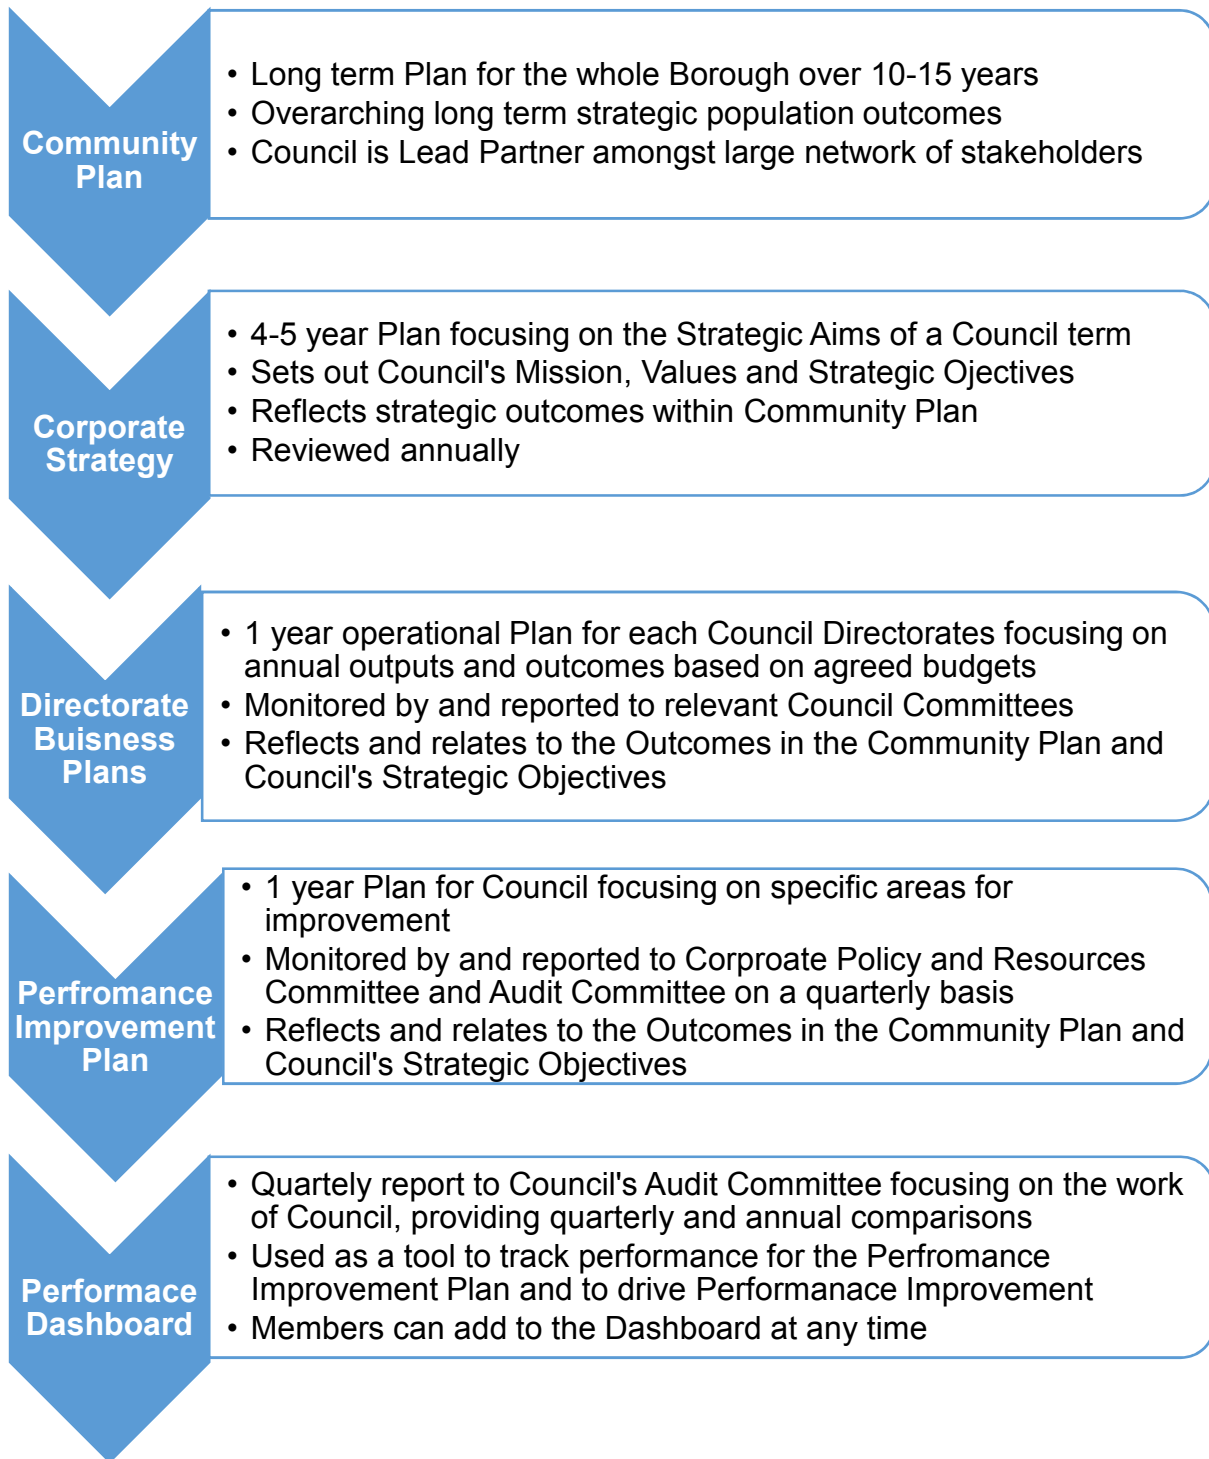 Community
Plan
• Long term Plan for the whole Borough over 10-15 years
• Overarching long term strategic population outcomes
• Council is Lead Partner amongst large network of stakeholders
Corporate
Strategy
• 4-5 year Plan focusing on the Strategic Aims of a Council term
• Sets out Council's Mission, Values and Strategic Ojectives
• Reflects strategic outcomes within Community Plan
• Reviewed annually
Directorate
Buisness
Plans
• 1 year operational Plan for each Council Directorates focusing on
annual outputs and outcomes based on agreed budgets
• Monitored by and reported to relevant Council Committees
• Reflects and relates to the Outcomes in the Community Plan and
Council's Strategic Objectives
Perfromance
Improvement
Plan
• 1 year Plan for Council focusing on specific areas for
improvement
• Monitored by and reported to Corproate Policy and Resources
Committee and Audit Committee on a quarterly basis
• Reflects and relates to the Outcomes in the Community Plan and
Council's Strategic Objectives
Performace
Dashboard
• Quartely report to Council's Audit Committee focusing on the work
of Council, providing quarterly and annual comparisons
• Used as a tool to track performance for the Perfromance
Improvement Plan and to drive Performanace Improvement
• Members can add to the Dashboard at any time